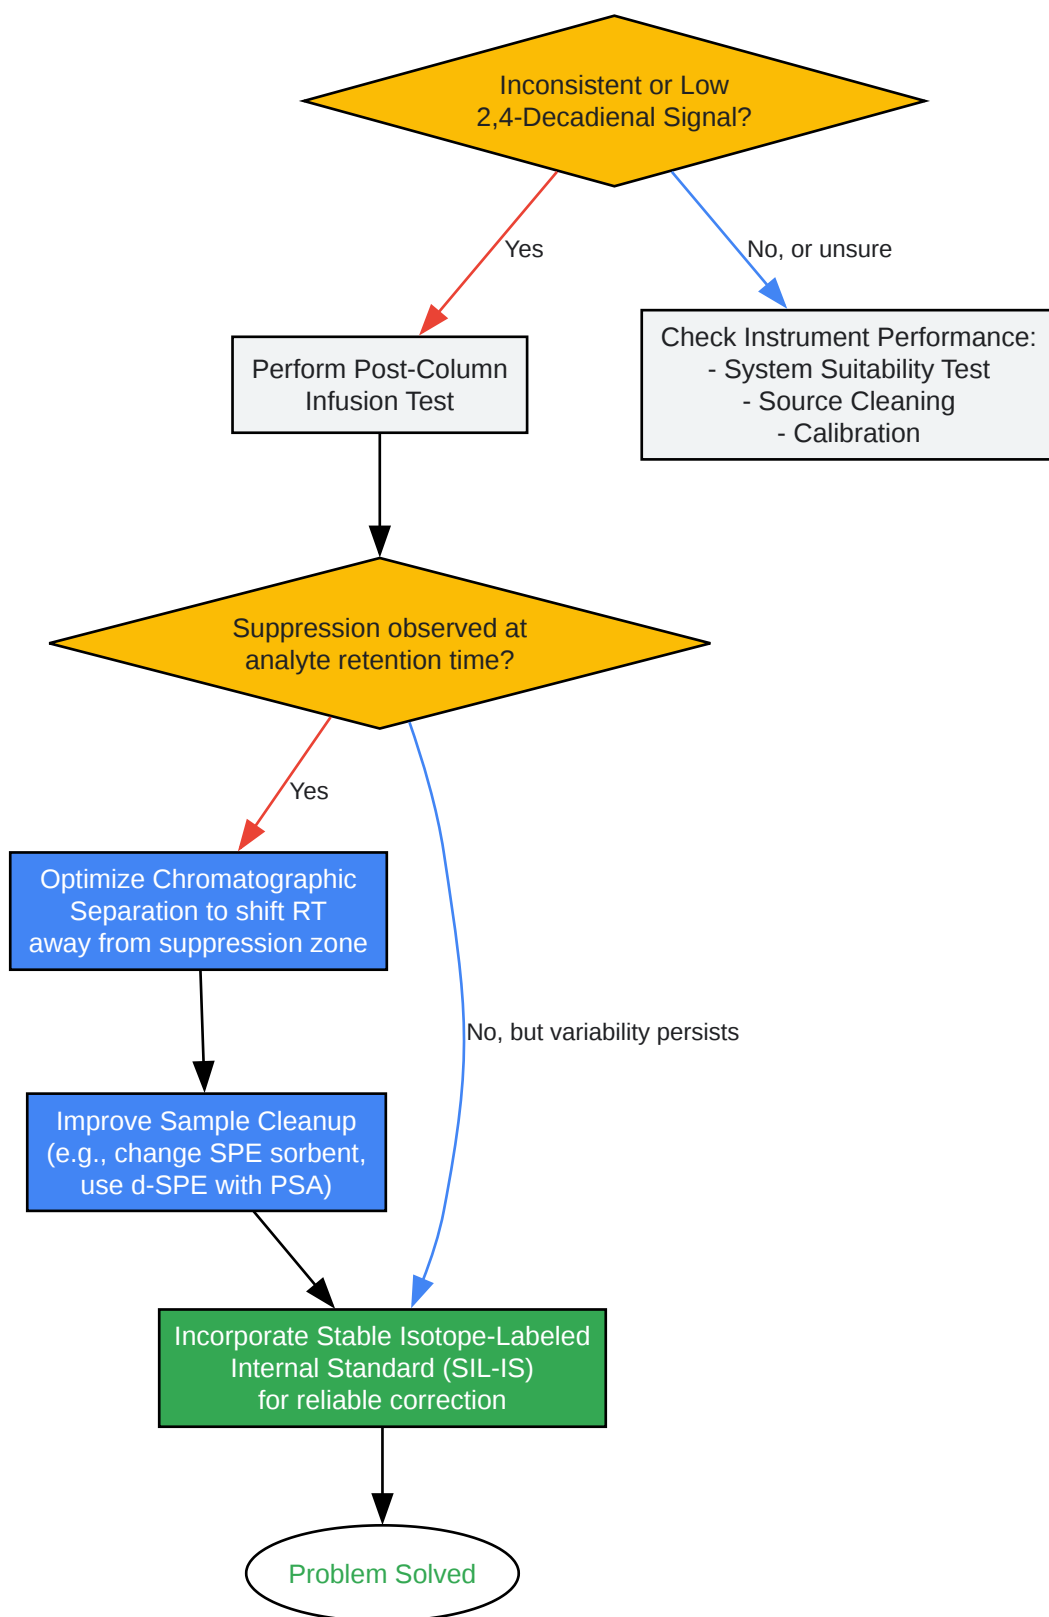 Inconsistent or Low
2,4-Decadienal Signal?
Yes
No, or unsure
Perform Post-Column
Infusion Test
Check Instrument Performance:
- System Suitability Test
- Source Cleaning
- Calibration
Suppression observed at
analyte retention time?
Yes
Optimize Chromatographic
Separation to shift RT
away from suppression zone
No, but variability persists
Improve Sample Cleanup
(e.g., change SPE sorbent,
use d-SPE with PSA)
Incorporate Stable Isotope-Labeled
Internal Standard (SIL-IS)
for reliable correction
Problem Solved